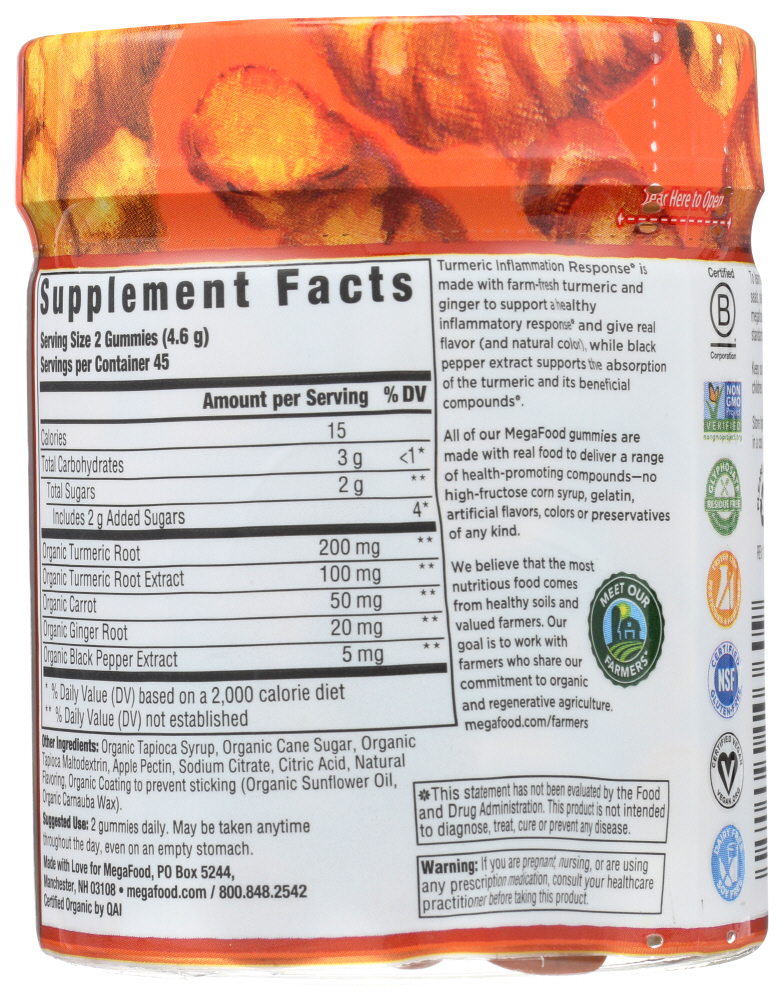 Tear Here to Open
Supplement Facts
Serving Size 2 Gummies (4.6 g)
Servings per Container 45
Amount per Serving % DV
Calories 15
Total Carbohydrates 3 g <1*
Total Sugars 2 g **
Includes 2 g Added Sugars 4*
Organic Turmeric Root 200 mg **
Organic Turmeric Root Extract 100 mg **
Organic Carrot 50 mg **
Organic Ginger Root 20 mg **
Organic Black Pepper Extract 5 mg **
* % Daily Value (DV) based on a 2,000 calorie diet
** % Daily Value (DV) not established
Other Ingredients: Organic Tapioca Syrup, Organic Cane Sugar, Organic
Tapioca Maltodextrin, Apple Pectin, Sodium Citrate, Citric Acid, Natural
Flavoring, Organic Coating to prevent sticking (Organic Sunflower Oil,
Organic Carnauba Wax).
Suggested Use: 2 gummies daily. May be taken anytime
throughout the day, even on an empty stomach.
Made with Love for MegaFood, PO Box 5244,
Manchester, NH 03108 • megafood.com / 800.848.2542
Certified Organic by QAI
Turmeric Inflammation Response* is
made with farm-fresh turmeric and
ginger to support a healthy
inflammatory response* and give real
flavor (and natural color), while black
pepper extract supports the absorption
of the turmeric and its beneficial
compounds*.
All of our MegaFood gummies are
made with real food to deliver a range
of health-promoting compounds—no
high-fructose corn syrup, gelatin,
artificial flavors, colors or preservatives
of any kind.
We believe that the most
nutritious food comes
from healthy soils and
valued farmers. Our
goal is to work with
farmers who share our
commitment to organic
and regenerative agriculture.
megafood.com/farmers
MEET OUR
FARMERS*
*This statement has not been evaluated by the Food
and Drug Administration. This product is not intended
to diagnose, treat, cure or prevent any disease.
Warning: If you are pregnant, nursing, or are using
any prescription medication, consult your healthcare
practitioner before taking this product.
Certified
B
Corporation
NON
GMO
Project
VERIFIED
nongmoproject.org
GLYPHOSATE
RESIDUE FREE
CERTIFIED
NSF
GLUTEN-FREE
CERTIFIED VEGAN
VEGAN.ORG
DAIRY FREE